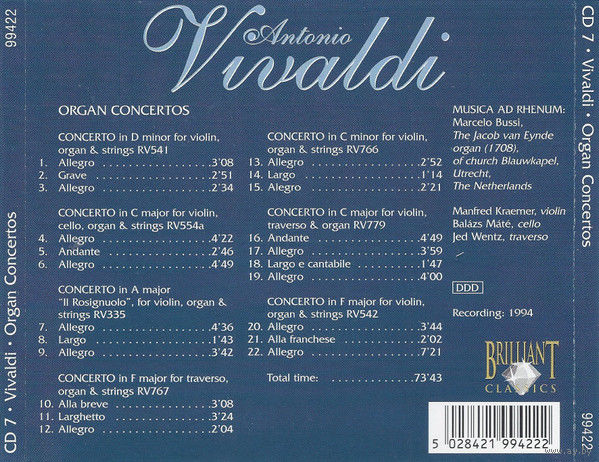 99422
CD 7 • Vivaldi • Organ Concertos
Antonio
Vivaldi
ORGAN CONCERTOS
CONCERTO in D minor for violin,
organ & strings RV541
1. Allegro ..................3'08
2. Grave ...................2'51
3. Allegro ..................2'34
CONCERTO in C major for violin,
cello, organ & strings RV554a
4. Allegro ..................4'22
5. Andante .................2'46
6. Allegro ..................4'49
CONCERTO in A major
"Il Rosignuolo", for violin, organ &
strings RV335
7. Allegro ..................4'36
8. Largo ...................1'43
9. Allegro ..................3'42
CONCERTO in F major for traverso,
organ & strings RV767
10. Alla breve ...............3'08
11. Larghetto ................3'24
12. Allegro ..................2'04
CONCERTO in C minor for violin,
organ & strings RV766
13. Allegro ..................2'52
14. Largo ...................1'14
15. Allegro ..................2'21
CONCERTO in C major for violin,
traverso & organ RV779
16. Andante .................4'49
17. Allegro ..................3'59
18. Largo e cantabile .........1'47
19. Allegro ..................4'00
CONCERTO in F major for violin,
organ & strings RV542
20. Allegro ..................3'44
21. Alla franchese ............2'02
22. Allegro ..................7'21
Total time: .................73'43
MUSICA AD RHENUM:
Marcelo Bussi,
The Jacob van Eynde
organ (1708),
of church Blauwkapel,
Utrecht,
The Netherlands
Manfred Kraemer, violin
Balázs Máté, cello
Jed Wentz, traverso
DDD
Recording: 1994
BRILLIANT
CLASSICS
5 028421 994222
www.ay.by
CD 7 • Vivaldi • Organ Concertos
99422